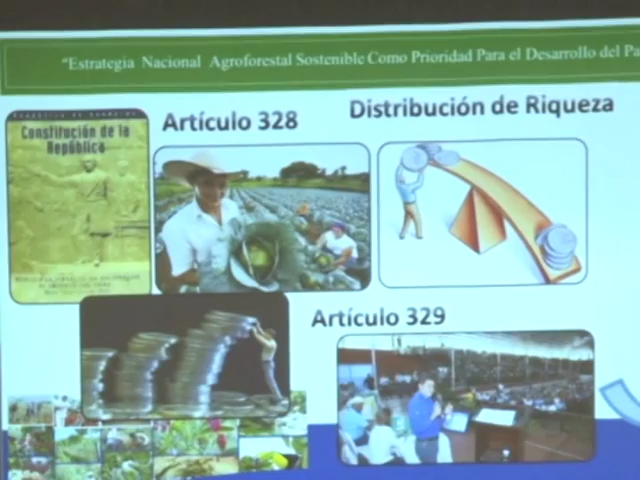 "Estrategia Nacional Agroforestal Sostenible Como Prioridad Para el Desarrollo del Pa
Distribución de Riqueza
Artículo 328
Constitución de la
República
Artículo 329